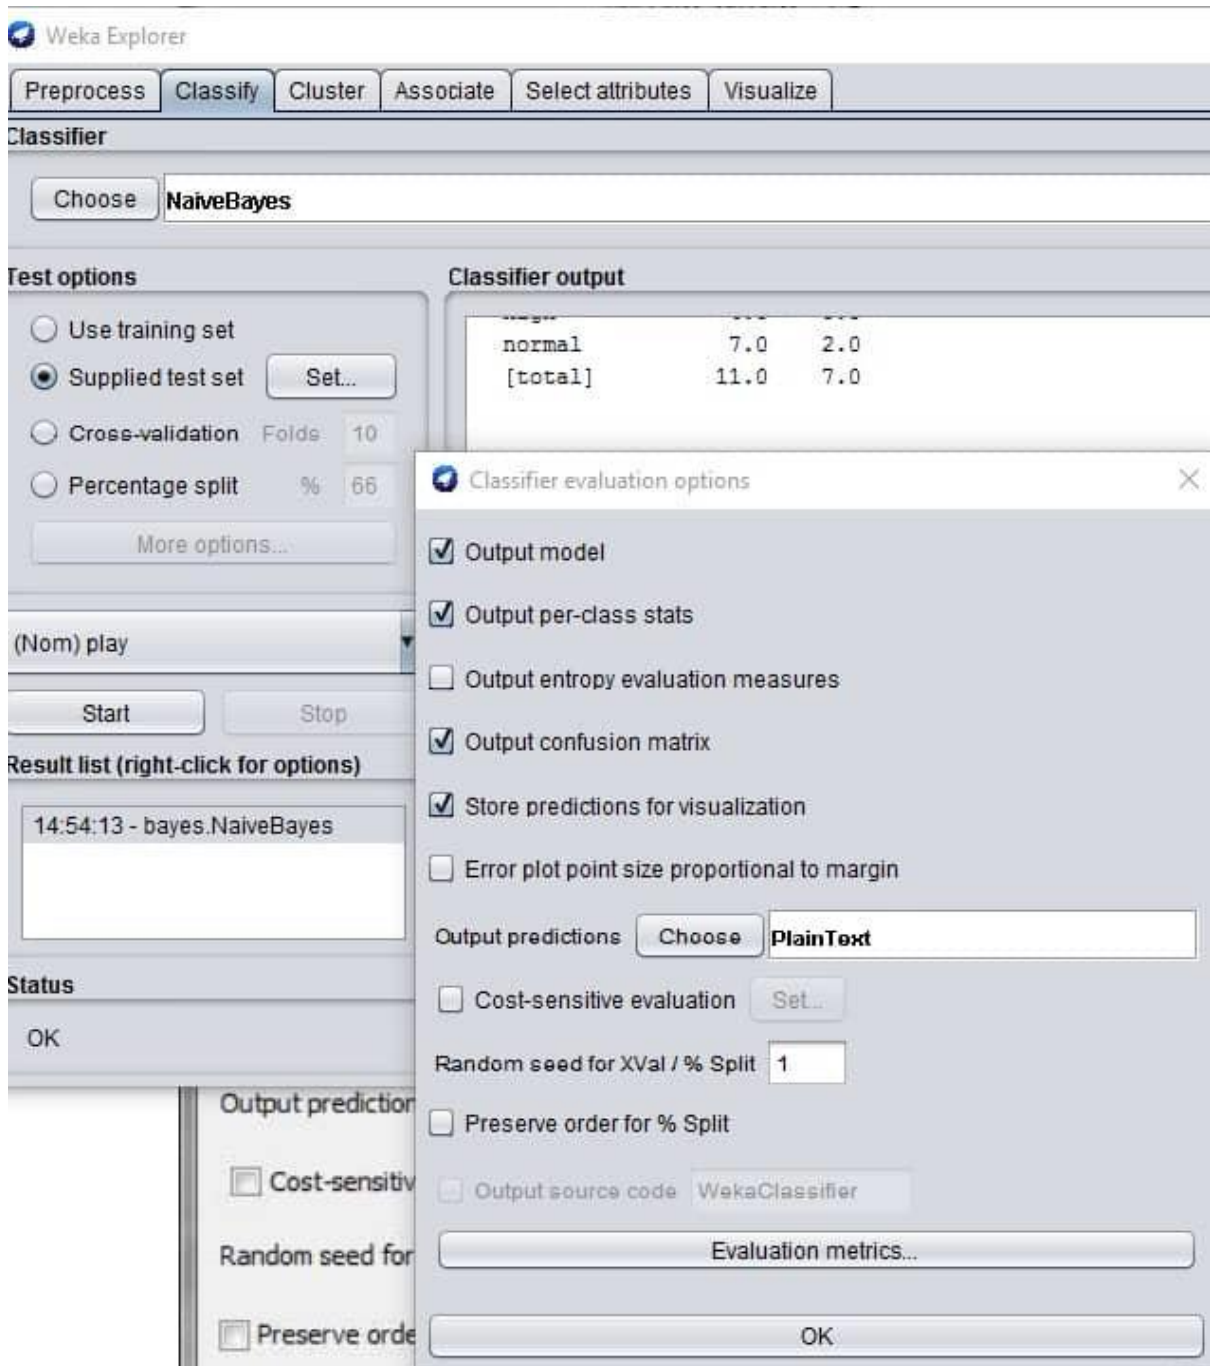 Weka Explorer
Preprocess Classify Cluster Associate Select attributes Visualize
Classifier
Choose NaiveBayes
Test options
Classifier output
Use training set
Supplied test set Set...
Cross-validation Folds 10
Percentage split % 66
More options...
normal 7.0 2.0
[total] 11.0 7.0
(Nom) play
Start Stop
Result list (right-click for options)
14:54:13 - bayes.NaiveBayes
Status
OK
Classifier evaluation options
Output model
Output per-class stats
Output entropy evaluation measures
Output confusion matrix
Store predictions for visualization
Error plot point size proportional to margin
Output predictions Choose PlainText
Cost-sensitive evaluation Set...
Random seed for XVal / % Split 1
Preserve order for % Split
Output source code WekaClassifier
Evaluation metrics...
OK
Output prediction
Cost-sensitiv
Random seed for
Preserve orde